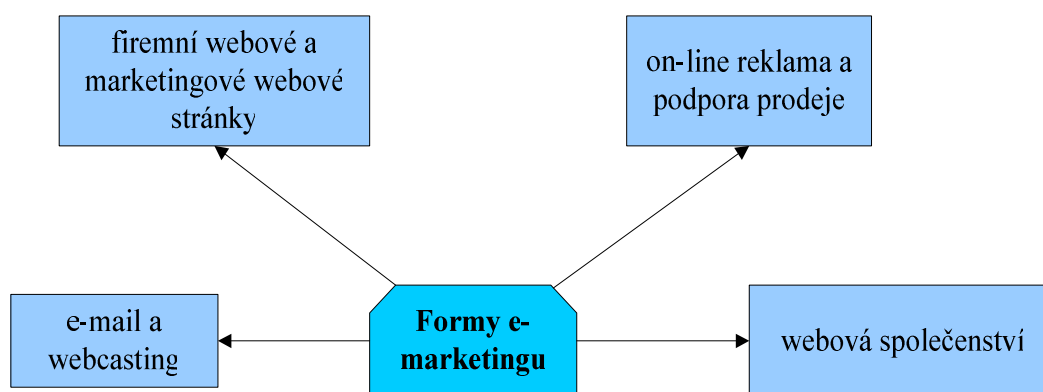 firemní webové a
marketingové webové
stránky
on-line reklama a
podpora prodeje
e-mail a
webcasting
Formy e-
marketingu
webová společenství